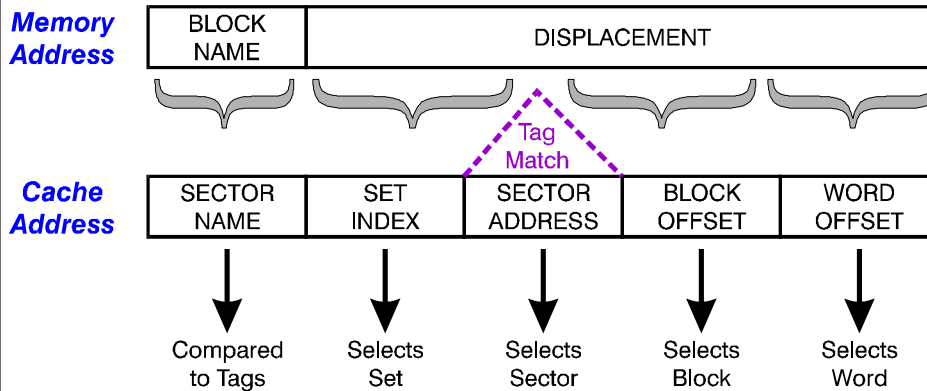 Memory
Address
BLOCK
NAME
DISPLACEMENT
Tag
Match
Cache
Address
SECTOR
NAME
SET
INDEX
SECTOR
ADDRESS
BLOCK
OFFSET
WORD
OFFSET
Compared
to Tags
Selects
Set
Selects
Sector
Selects
Block
Selects
Word